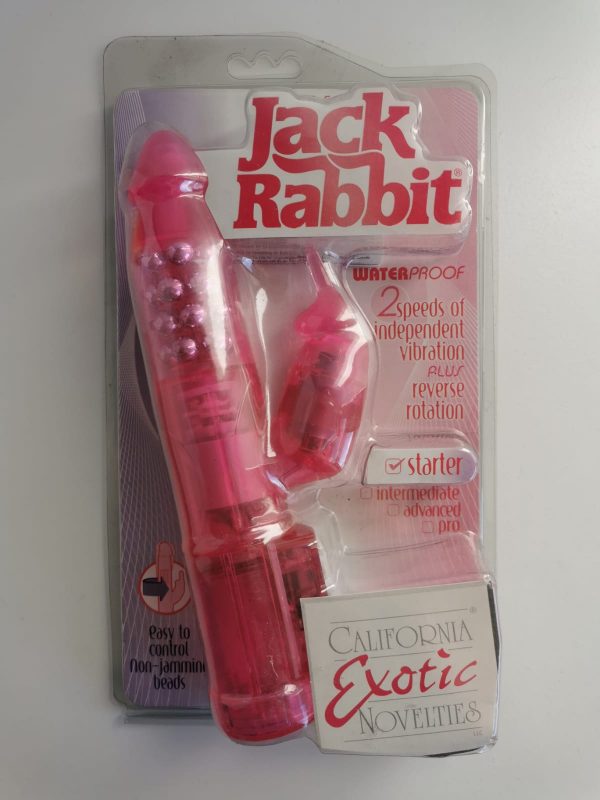 Jack
Rabbit®
WATERPROOF
2 speeds of
independent
vibration
PLUS
reverse
rotation
starter
intermediate
advanced
pro
easy to
control
non-jamming
beads
CALIFORNIA®
Exotic
NOVELTIES
LLC